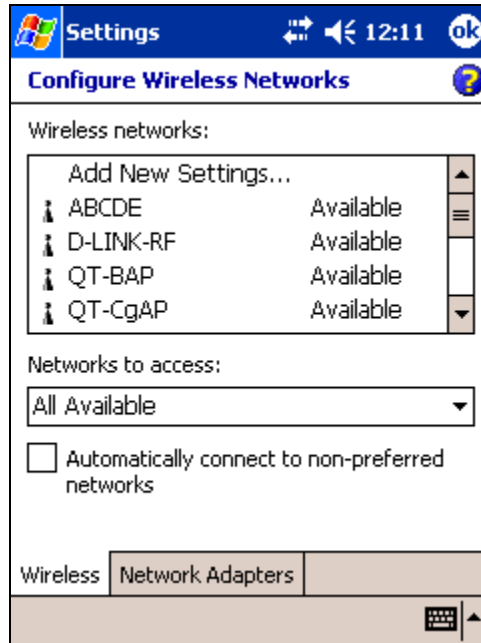 Settings 12:11 ok
Configure Wireless Networks ?
Wireless networks:
Add New Settings...
ABCDE Available
D-LINK-RF Available
QT-BAP Available
QT-CgAP Available
Networks to access:
All Available
Automatically connect to non-preferred
networks
Wireless Network Adapters